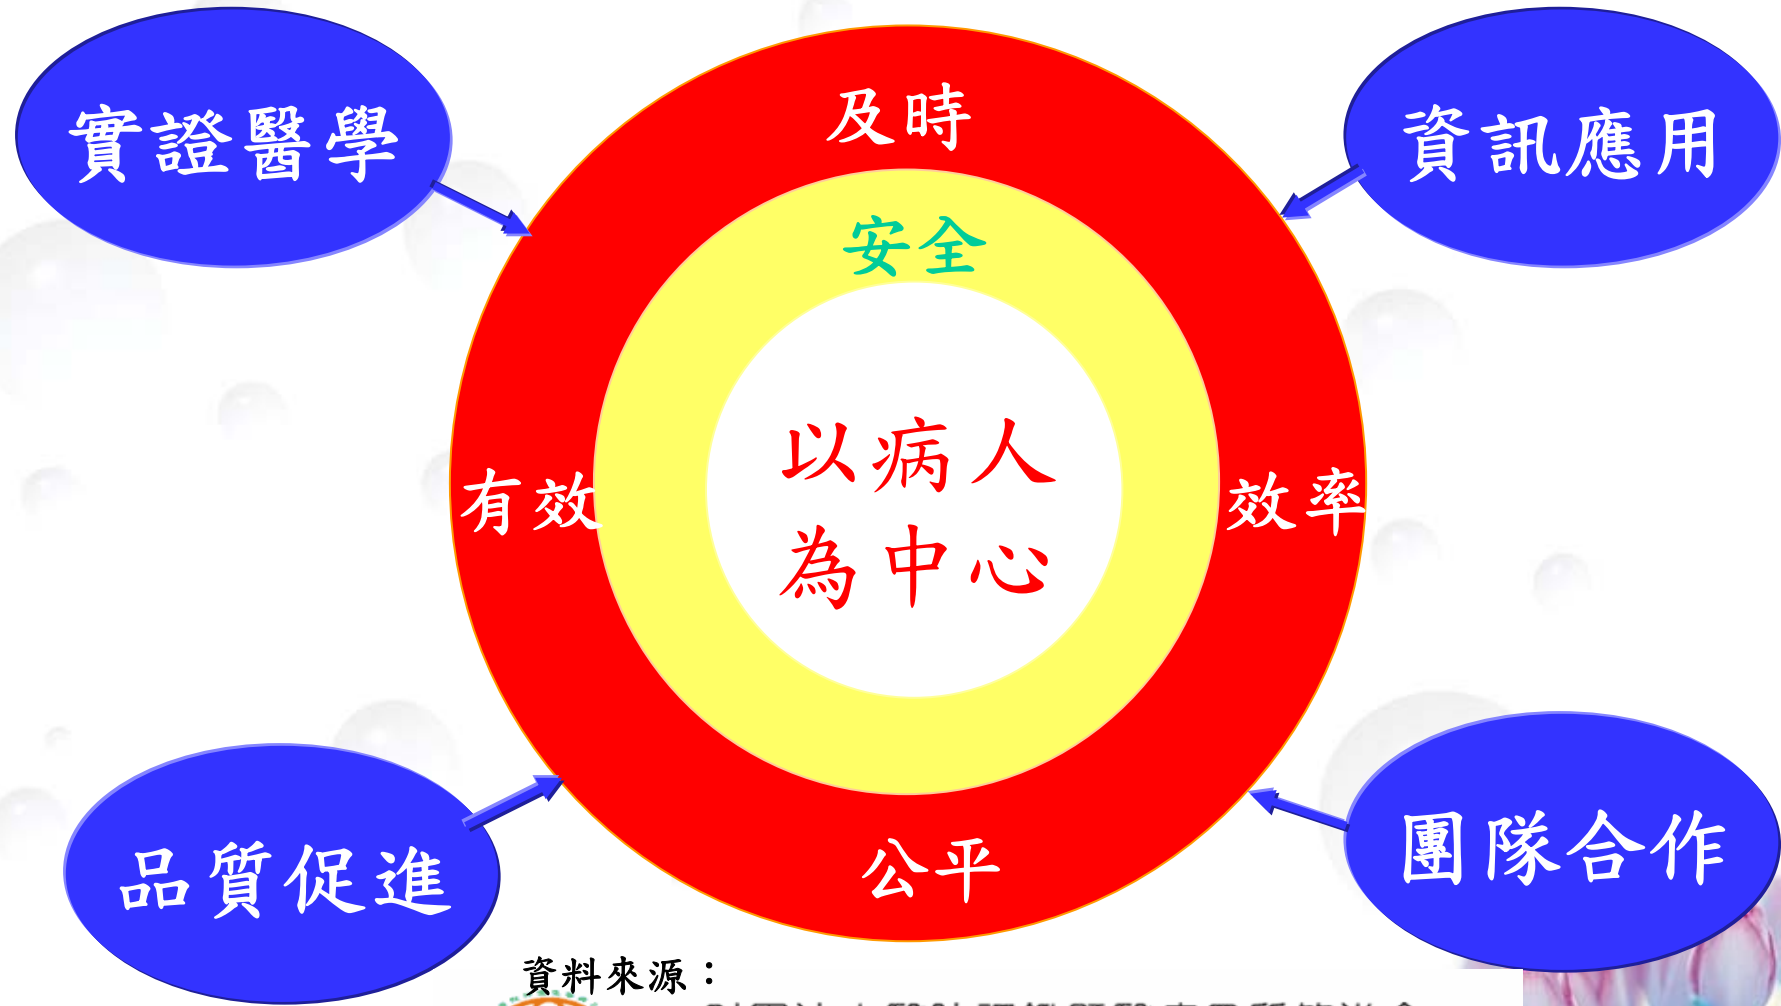 實證醫學
資訊應用
及時
安全
以病人
為中心
有效
效率
公平
品質促進
團隊合作
資料來源：